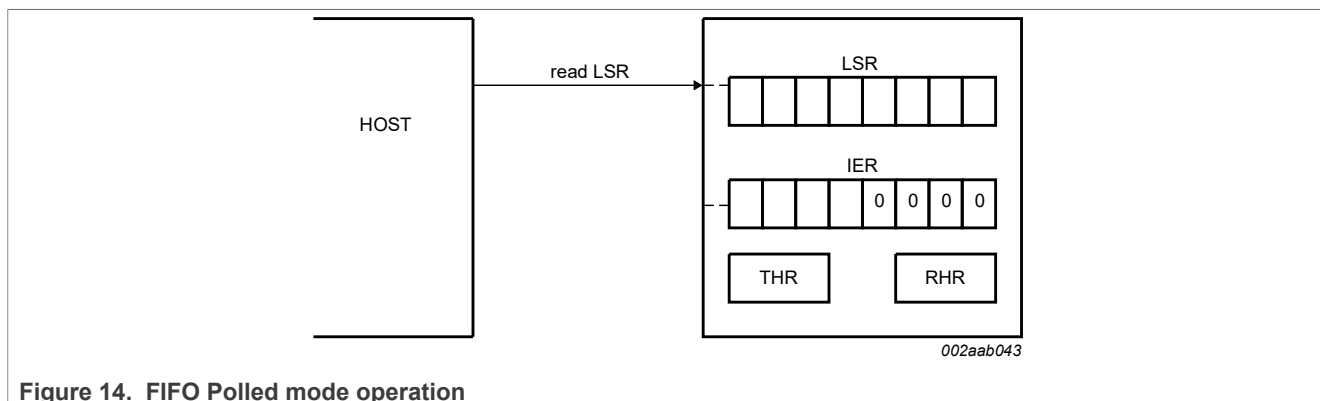 read LSR
LSR
HOST
IER
0 0 0 0
THR RHR
002aab043
Figure 14. FIFO Polled mode operation